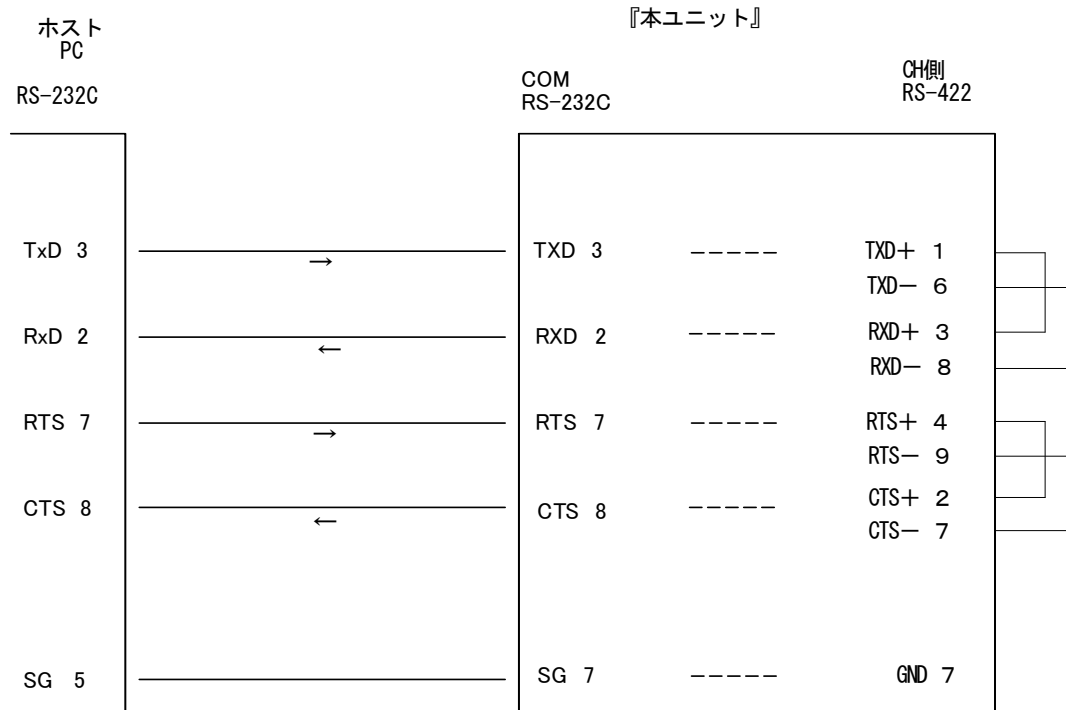 『本ユニット』
ホスト
PC
RS-232C
COM
RS-232C
CH側
RS-422
TxD 3 → TXD 3 ----- TXD+ 1
TXD- 6
RxD 2 ← RXD 2 ----- RXD+ 3
RXD- 8
RTS 7 → RTS 7 ----- RTS+ 4
RTS- 9
CTS 8 ← CTS 8 ----- CTS+ 2
CTS- 7
SG 5 SG 7 ----- GND 7